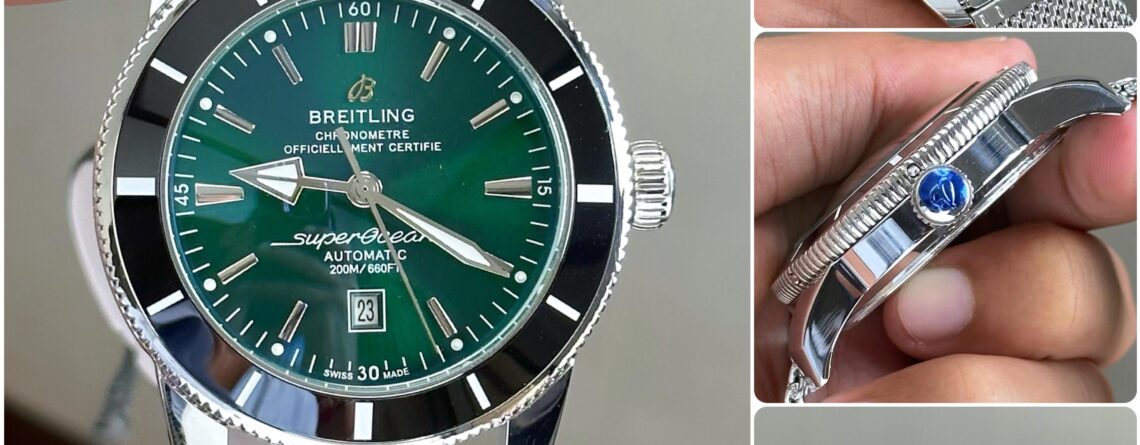 60
BREITLING
CHRONOMETRE
OFFICIELLEMENT CERTIFIE
45
15
superocean
AUTOMATIC
200M/660FT
23
SWISS 30 MADE